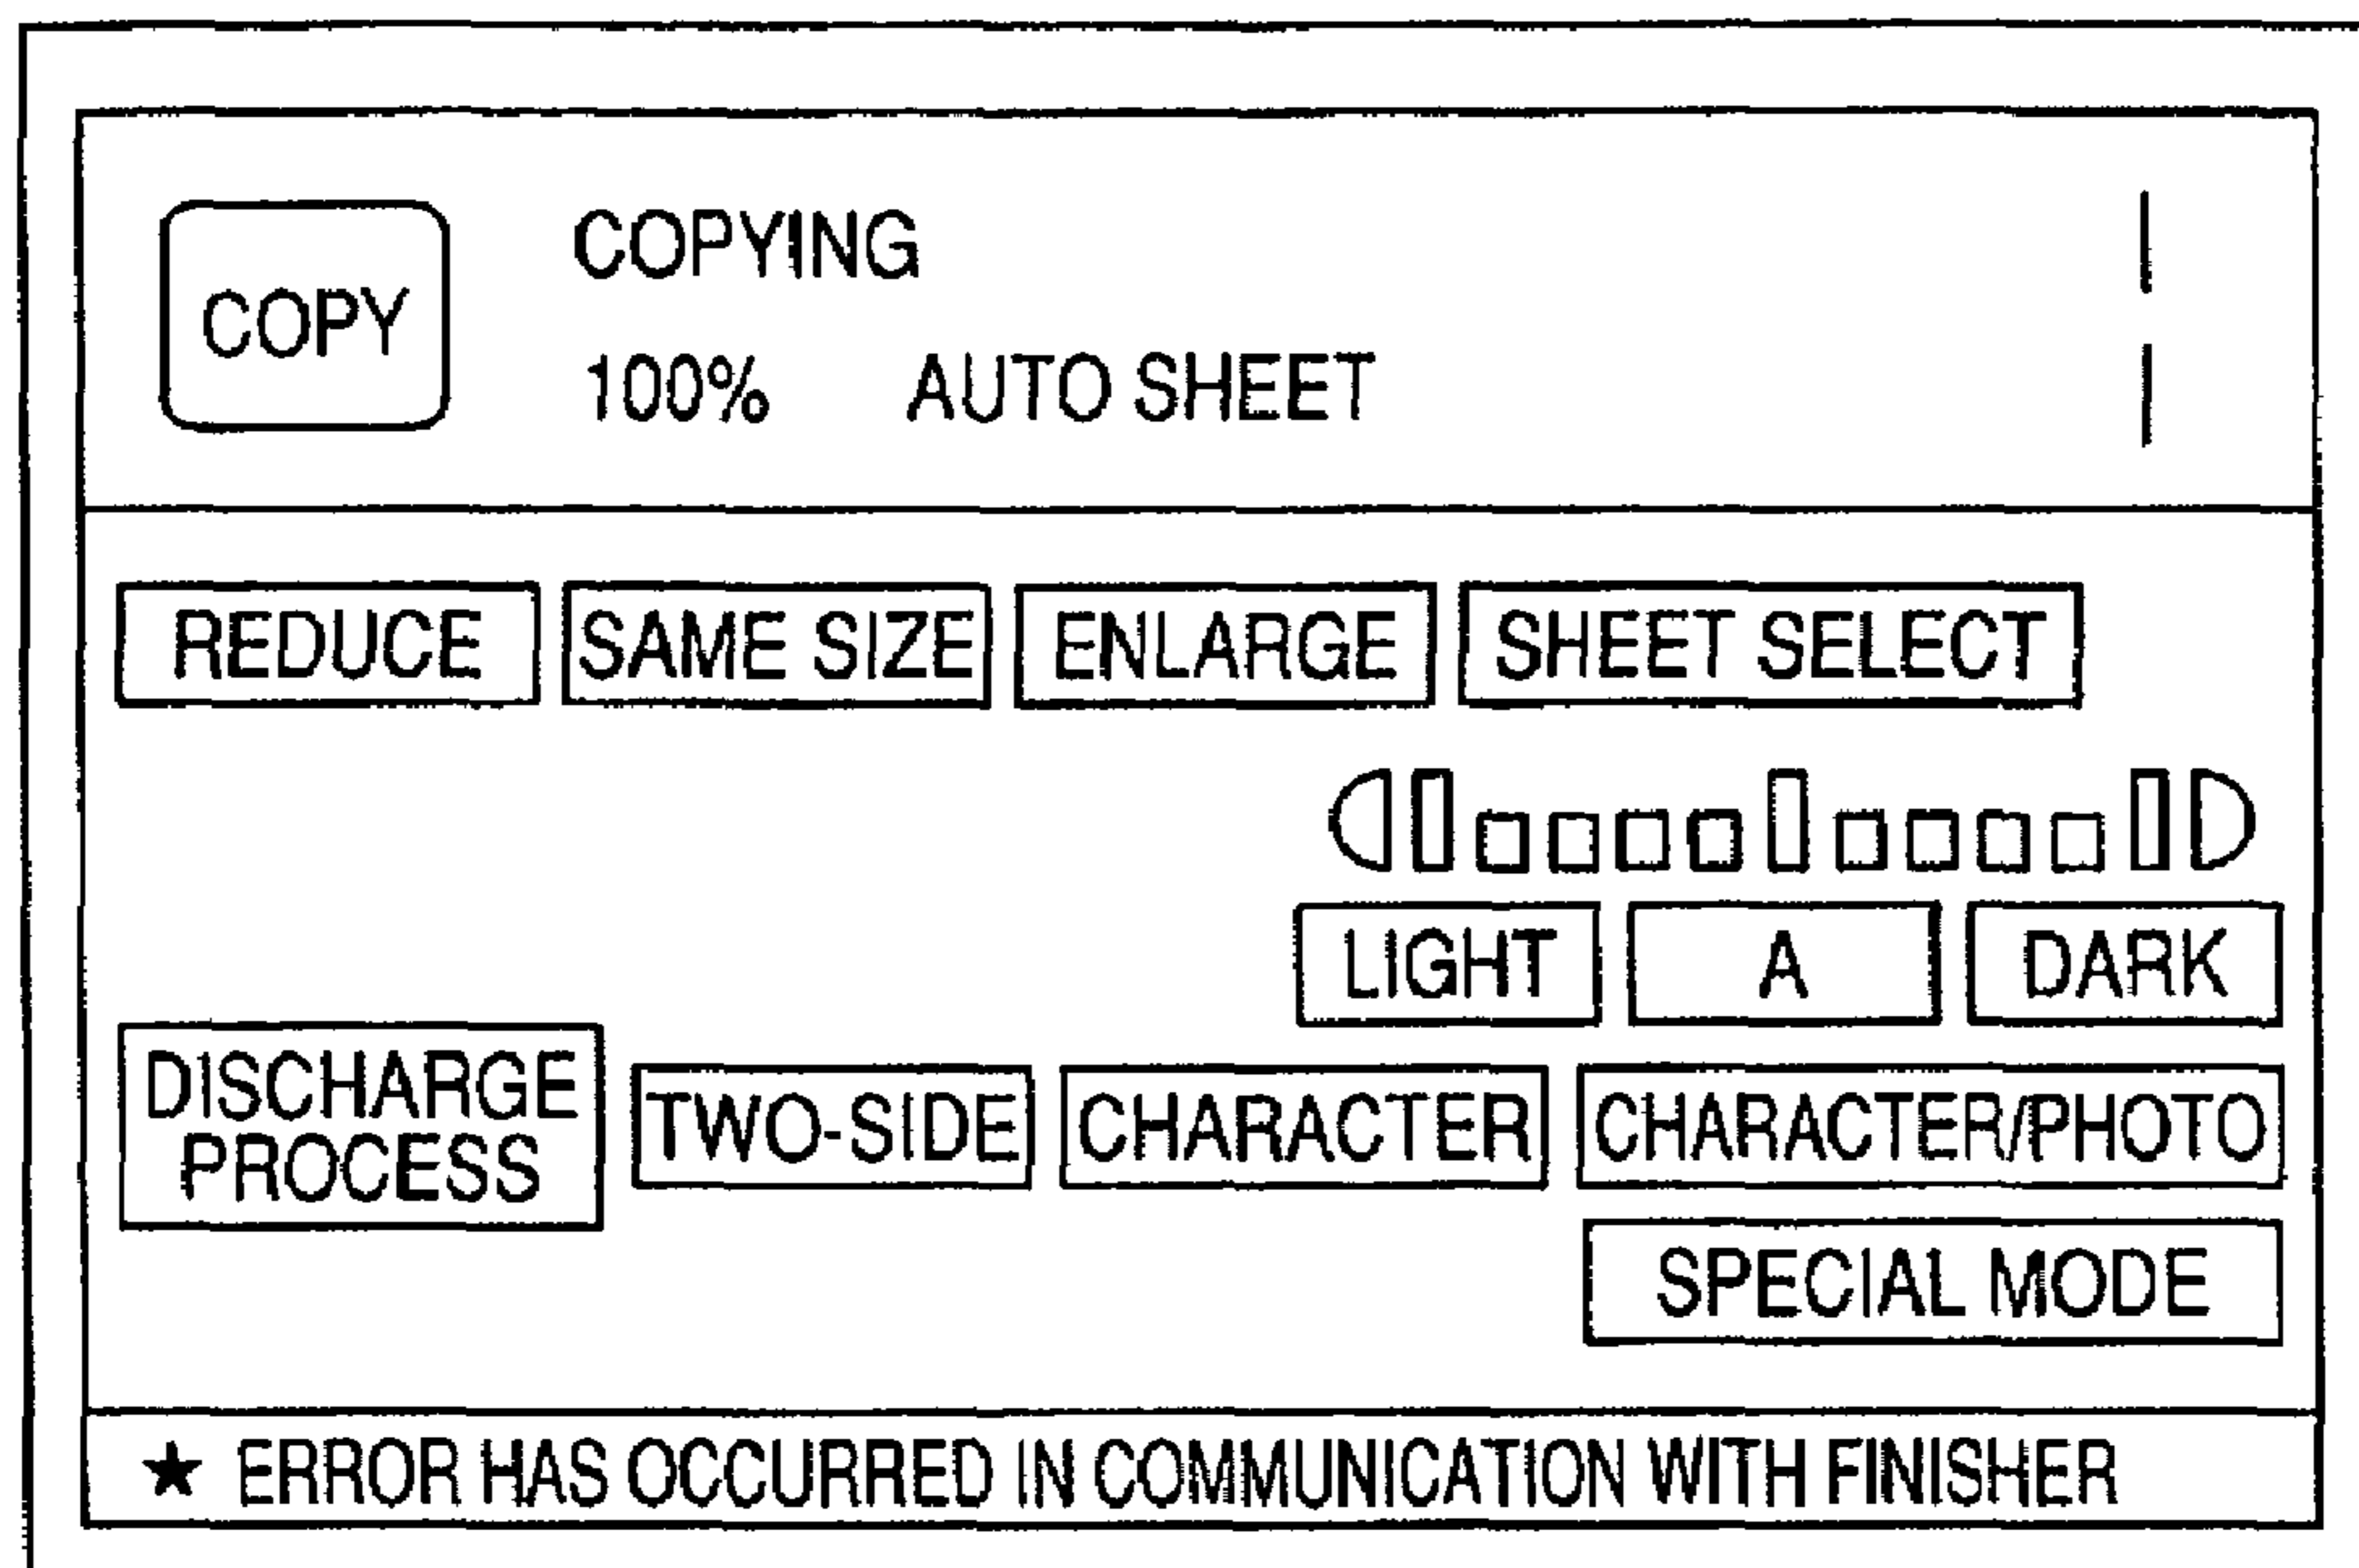 COPY
COPYING
100% AUTO SHEET
REDUCE SAME SIZE ENLARGE SHEET SELECT
LIGHT A DARK
DISCHARGE
PROCESS
TWO-SIDE CHARACTER CHARACTER/PHOTO
SPECIAL MODE
★ ERROR HAS OCCURRED IN COMMUNICATION WITH FINISHER